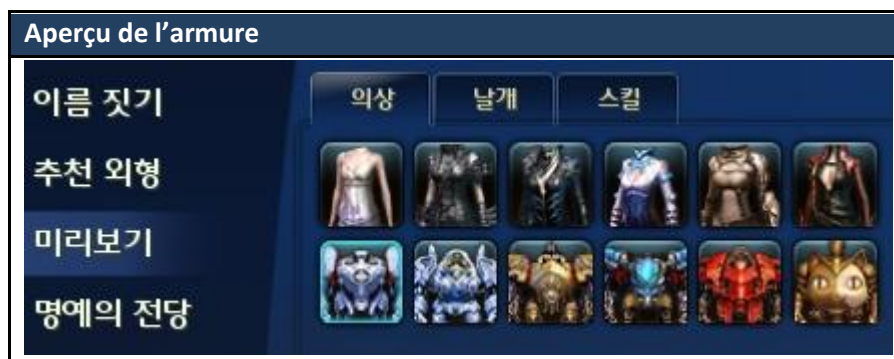 Aperçu de l’armure
이름 짓기
의상 날개 스킬
추천 외형
미리보기
명예의 전당